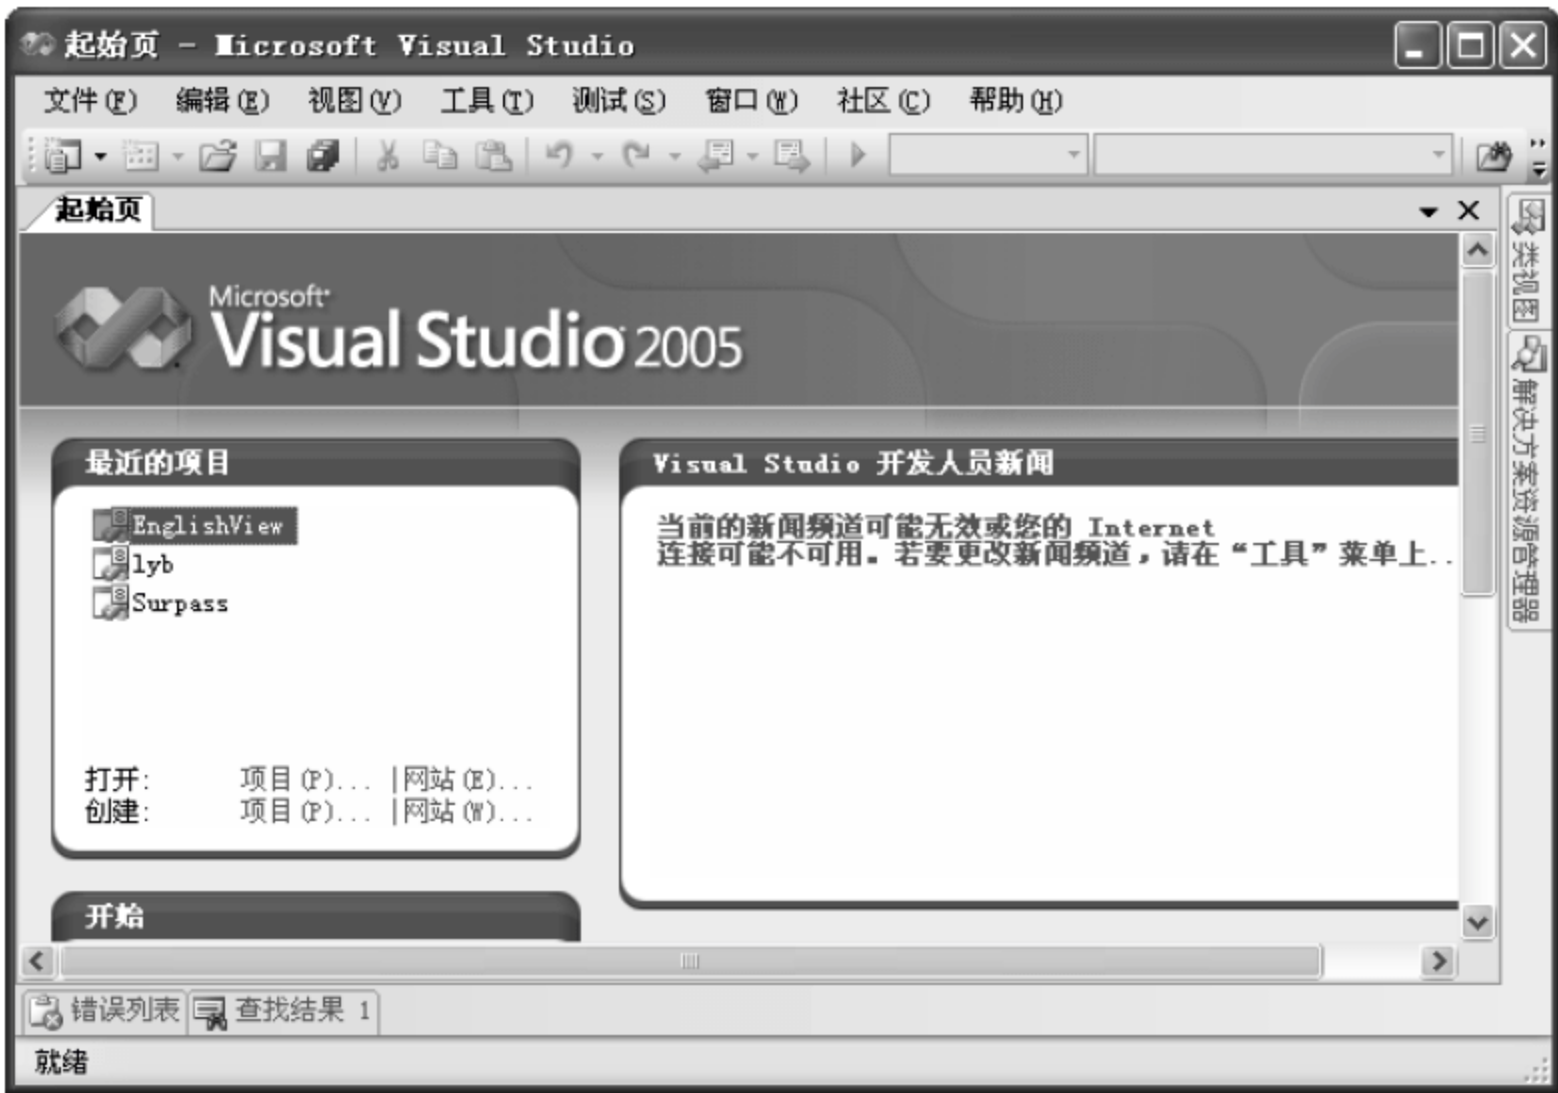 起始页 - Microsoft Visual Studio
文件(F) 编辑(E) 视图(V) 工具(T) 测试(S) 窗口(W) 社区(C) 帮助(H)
起始页
Microsoft
Visual Studio 2005
最近的项目
EnglishView
lyb
Surpass
打开: 项目(P)... |网站(E)...
创建: 项目(P)... |网站(W)...
开始
Visual Studio 开发人员新闻
当前的新闻频道可能无效或您的 Internet
连接可能不可用。若要更改新闻频道，请在“工具”菜单上..
类视图
解决方案资源管理器
错误列表 查找结果 1
就绪